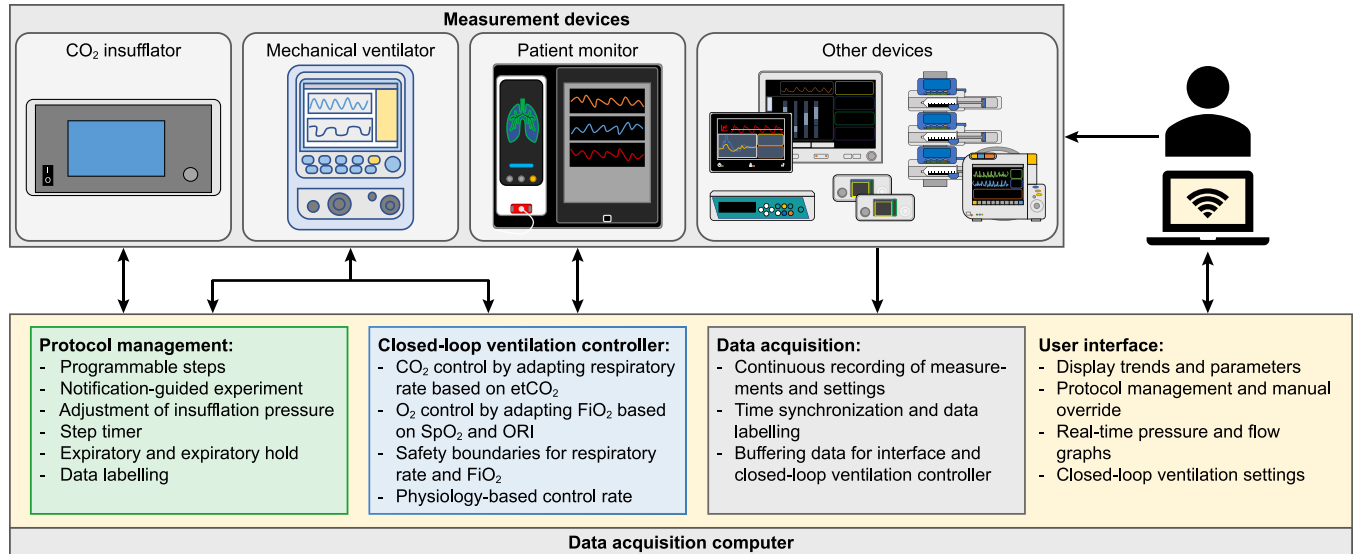 Measurement devices
CO₂ insufflator
Mechanical ventilator
Patient monitor
Other devices
I
O
Protocol management:
- Programmable steps
- Notification-guided experiment
- Adjustment of insufflation pressure
- Step timer
- Expiratory and expiratory hold
- Data labelling
Closed-loop ventilation controller:
- CO₂ control by adapting respiratory
rate based on etCO₂
- O₂ control by adapting FiO₂ based
on SpO₂ and ORI
- Safety boundaries for respiratory
rate and FiO₂
- Physiology-based control rate
Data acquisition:
- Continuous recording of measure-
ments and settings
- Time synchronization and data
labelling
- Buffering data for interface and
closed-loop ventilation controller
User interface:
- Display trends and parameters
- Protocol management and manual
override
- Real-time pressure and flow
graphs
- Closed-loop ventilation settings
Data acquisition computer